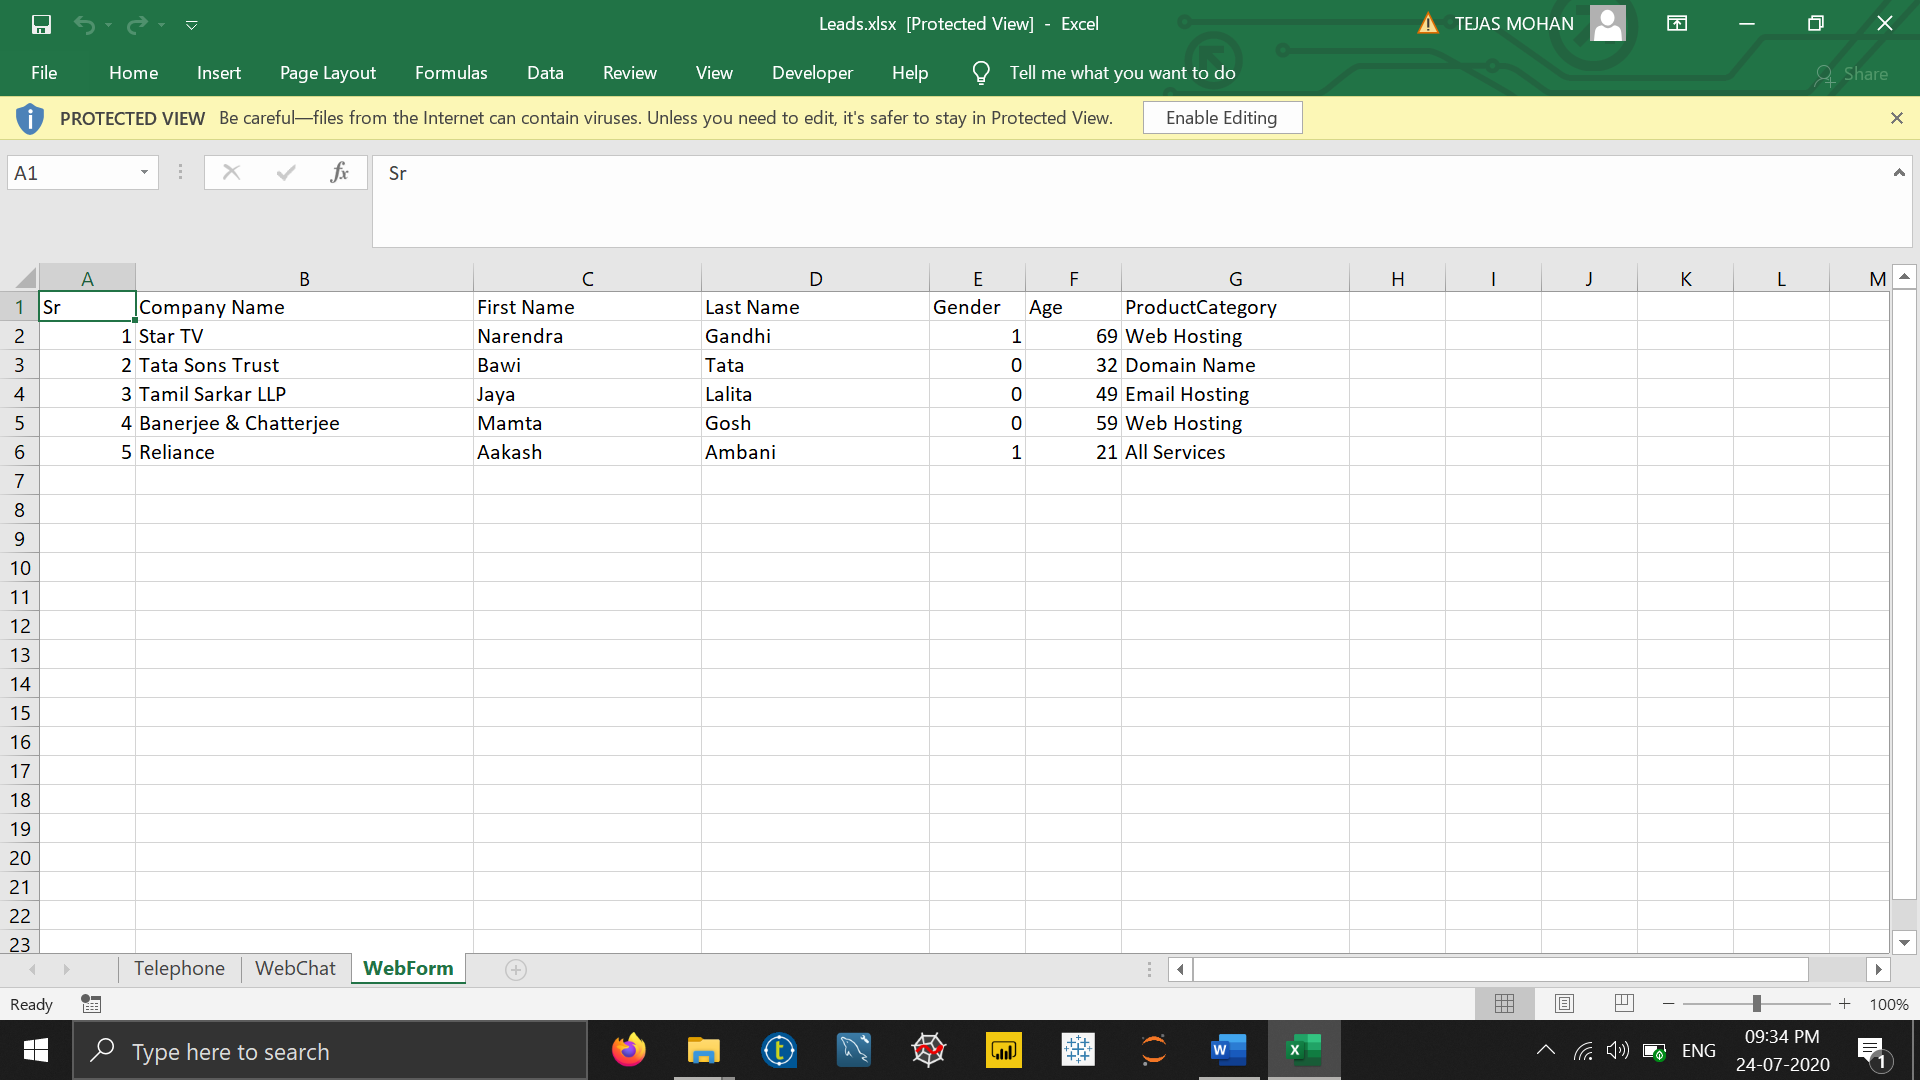 Leads.xlsx [Protected View] - Excel
TEJAS MOHAN
File Home Insert Page Layout Formulas Data Review View Developer Help Tell me what you want to do Share
PROTECTED VIEW Be careful—files from the Internet can contain viruses. Unless you need to edit, it's safer to stay in Protected View. Enable Editing
A1 fx Sr
A B C D E F G H I J K L M
1 Sr Company Name First Name Last Name Gender Age ProductCategory
2 1 Star TV Narendra Gandhi 1 69 Web Hosting
3 2 Tata Sons Trust Bawi Tata 0 32 Domain Name
4 3 Tamil Sarkar LLP Jaya Lalita 0 49 Email Hosting
5 4 Banerjee & Chatterjee Mamta Gosh 0 59 Web Hosting
6 5 Reliance Aakash Ambani 1 21 All Services
7
8
9
10
11
12
13
14
15
16
17
18
19
20
21
22
23
Telephone WebChat WebForm
Ready 100%
Type here to search
ENG
09:34 PM
24-07-2020
1